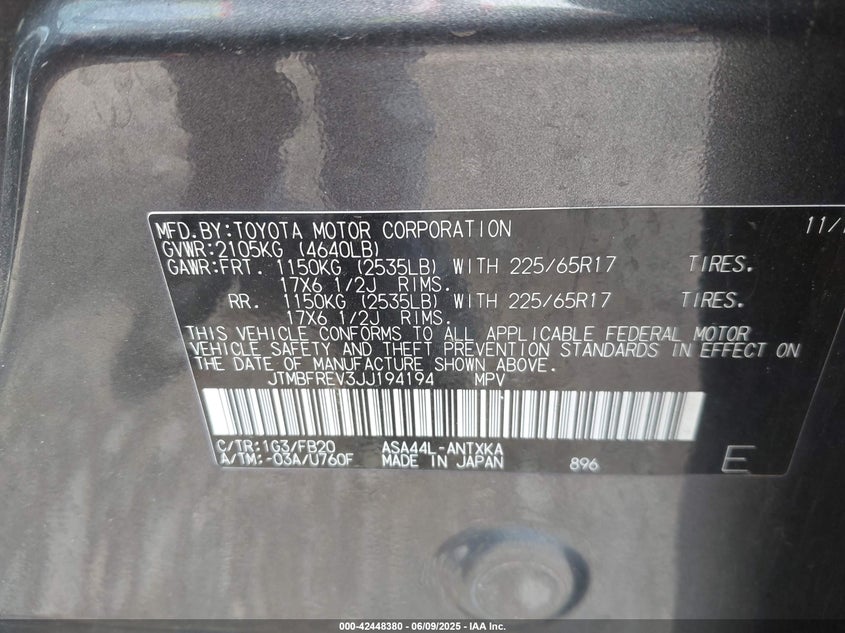 MFD.BY:TOYOTA MOTOR CORPORATION 11/
GVWR:2105KG (4640LB)
GAWR:FRT. 1150KG (2535LB) WITH 225/65R17 TIRES.
17X6 1/2J RIMS.
RR. 1150KG (2535LB) WITH 225/65R17 TIRES.
17X6 1/2J RIMS.
THIS VEHICLE CONFORMS TO ALL APPLICABLE FEDERAL MOTOR
VEHICLE SAFETY AND THEFT PREVENTION STANDARDS IN EFFECT ON
THE DATE OF MANUFACTURE SHOWN ABOVE.
JTMBFREV3JJ194194 MPV
C/TR:1G3/FB20 ASA44L-ANTXKA
A/TM:-03A/U760F MADE IN JAPAN 896 E
000-42448380 - 06/09/2025 - IAA Inc.